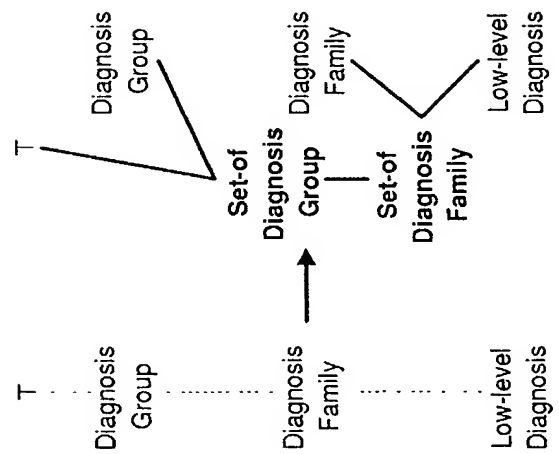 T
Diagnosis
Group
Diagnosis
Family
Low-level
Diagnosis
T
Diagnosis
Group
Set-of
Diagnosis
Group
Diagnosis
Family
Set-of
Diagnosis
Family
Low-level
Diagnosis